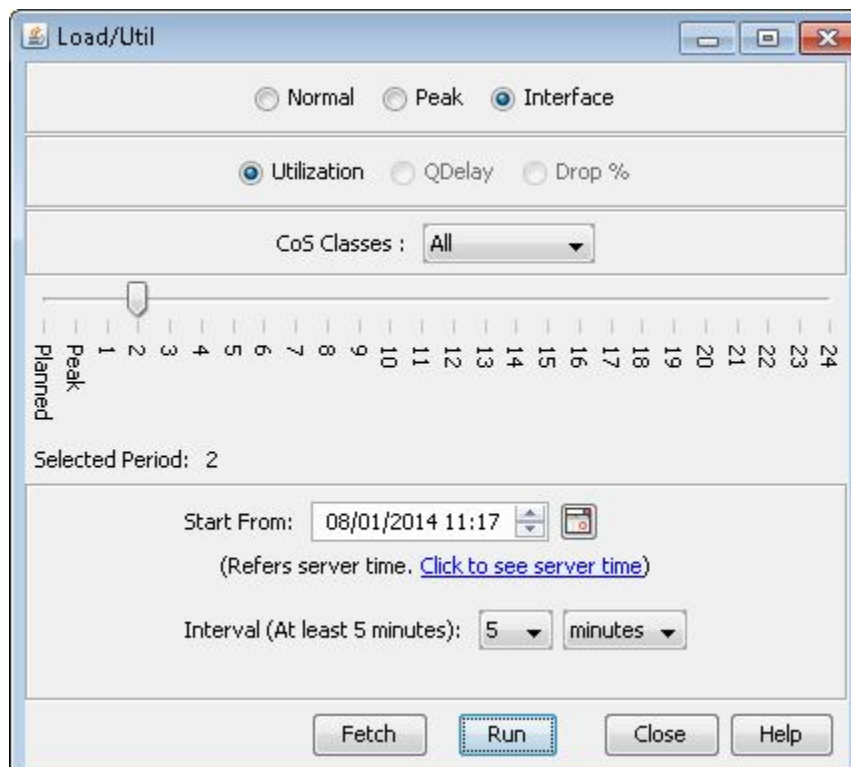 Load/Util
Normal Peak Interface
Utilization QDelay Drop %
CoS Classes : All
Planned Peak 1 2 3 4 5 6 7 8 9 10 11 12 13 14 15 16 17 18 19 20 21 22 23 24
Selected Period: 2
Start From: 08/01/2014 11:17
(Refers server time. Click to see server time)
Interval (At least 5 minutes): 5 minutes
Fetch Run Close Help